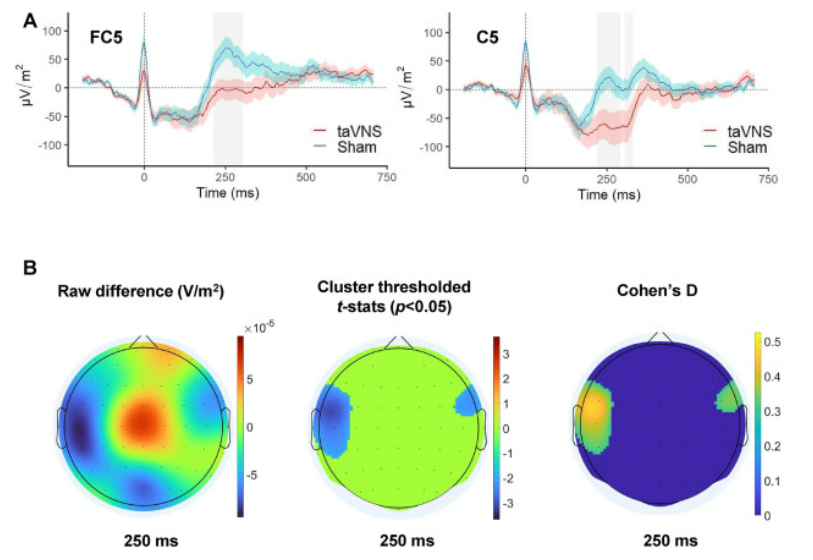 A
FC5
C5
100
50
0
-50
-100
μV/m²
taVNS
Sham
0
250
500
750
Time (ms)
100
50
0
-50
-100
μV/m²
taVNS
Sham
0
250
500
750
Time (ms)
B
Raw difference (V/m²)
Cluster thresholded
t-stats (p<0.05)
Cohen's D
×10⁻⁵
5
0
-5
3
2
1
0
-1
-2
-3
0.5
0.4
0.3
0.2
0.1
0
250 ms
250 ms
250 ms